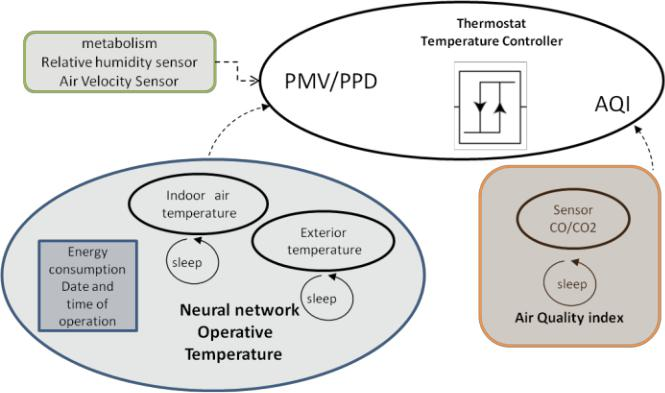 metabolism
Relative humidity sensor
Air Velocity Sensor
Thermostat
Temperature Controller
PMV/PPD
AQI
Indoor air
temperature
sleep
Exterior
temperature
sleep
Energy
consumption
Date and
time of
operation
Neural network
Operative
Temperature
Sensor
CO/CO2
sleep
Air Quality index